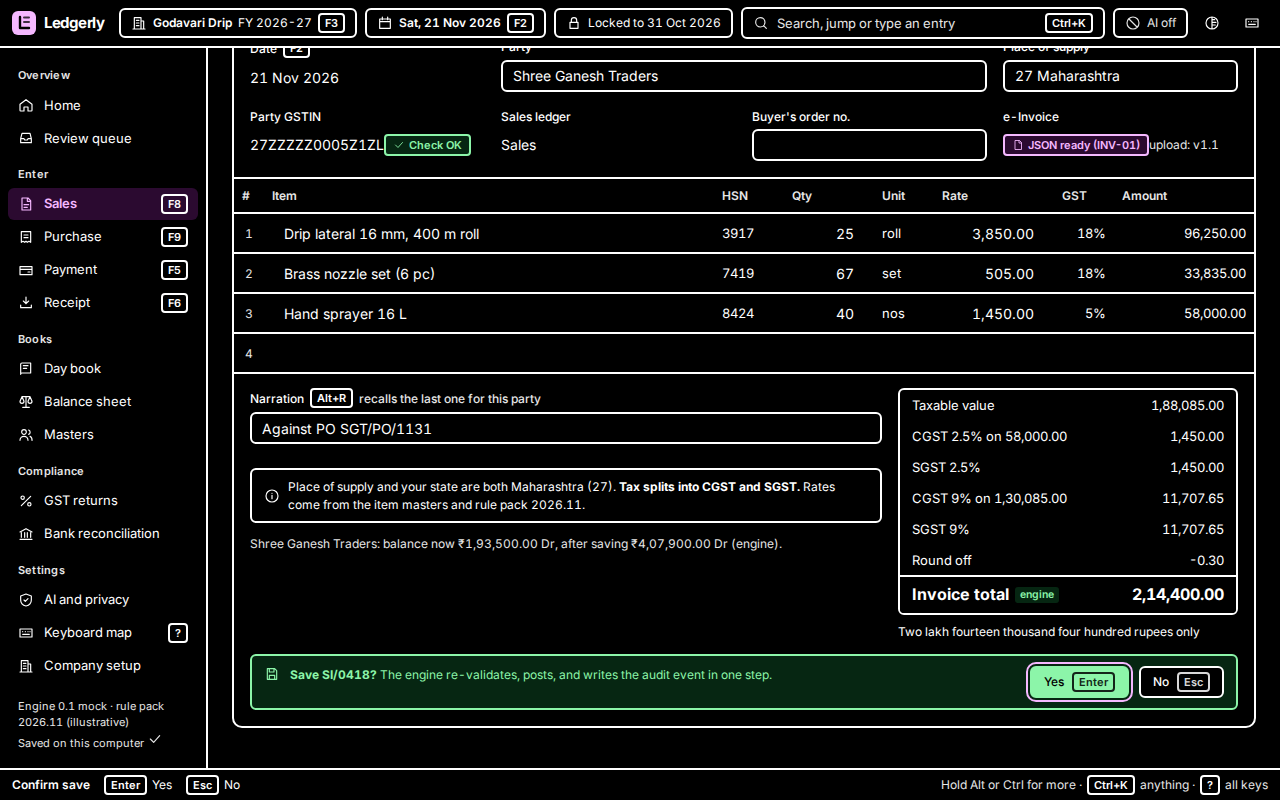 Ledgerly
Godavari Drip FY 2026-27 F3
Sat, 21 Nov 2026 F2
Locked to 31 Oct 2026
Search, jump or type an entry Ctrl+K
AI off
Overview
Home
Review queue
Enter
Sales F8
Purchase F9
Payment F5
Receipt F6
Books
Day book
Balance sheet
Masters
Compliance
GST returns
Bank reconciliation
Settings
AI and privacy
Keyboard map ?
Company setup
Engine 0.1 mock · rule pack
2026.11 (illustrative)
Saved on this computer
Date F2 Party Place of supply
21 Nov 2026 Shree Ganesh Traders 27 Maharashtra
Party GSTIN Sales ledger Buyer's order no. e-Invoice
27ZZZZZ0005Z1ZL Check OK Sales JSON ready (INV-01) upload: v1.1
# Item HSN Qty Unit Rate GST Amount
1 Drip lateral 16 mm, 400 m roll 3917 25 roll 3,850.00 18% 96,250.00
2 Brass nozzle set (6 pc) 7419 67 set 505.00 18% 33,835.00
3 Hand sprayer 16 L 8424 40 nos 1,450.00 5% 58,000.00
4
Narration Alt+R recalls the last one for this party
Against PO SGT/PO/1131
Place of supply and your state are both Maharashtra (27). Tax splits into CGST and SGST. Rates
come from the item masters and rule pack 2026.11.
Shree Ganesh Traders: balance now ₹1,93,500.00 Dr, after saving ₹4,07,900.00 Dr (engine).
Taxable value 1,88,085.00
CGST 2.5% on 58,000.00 1,450.00
SGST 2.5% 1,450.00
CGST 9% on 1,30,085.00 11,707.65
SGST 9% 11,707.65
Round off -0.30
Invoice total engine 2,14,400.00
Two lakh fourteen thousand four hundred rupees only
Save SI/0418? The engine re-validates, posts, and writes the audit event in one step. Yes Enter No Esc
Confirm save Enter Yes Esc No
Hold Alt or Ctrl for more · Ctrl+K anything · ? all keys